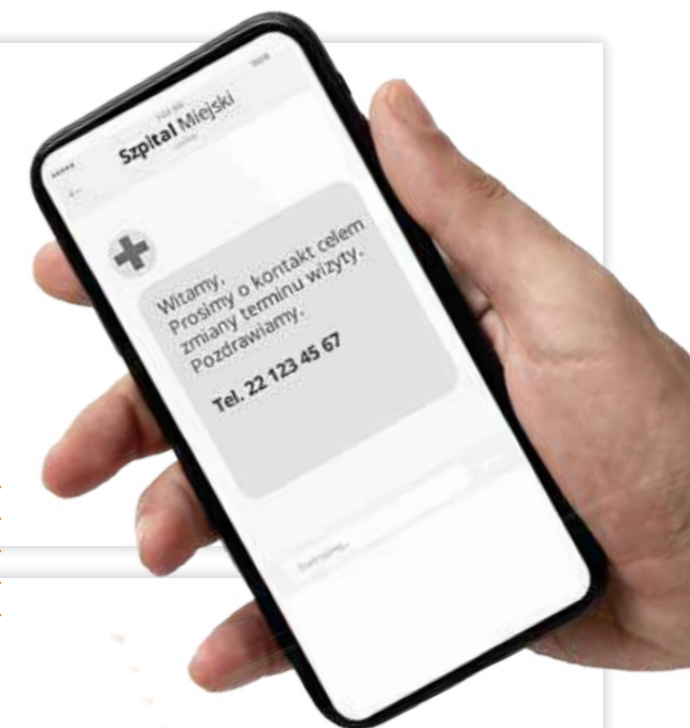 Szpital Miejski
Witamy,
Prosimy o kontakt celem
zmiany terminu wizyty.
Pozdrawiamy.
Tel. 22 123 45 67